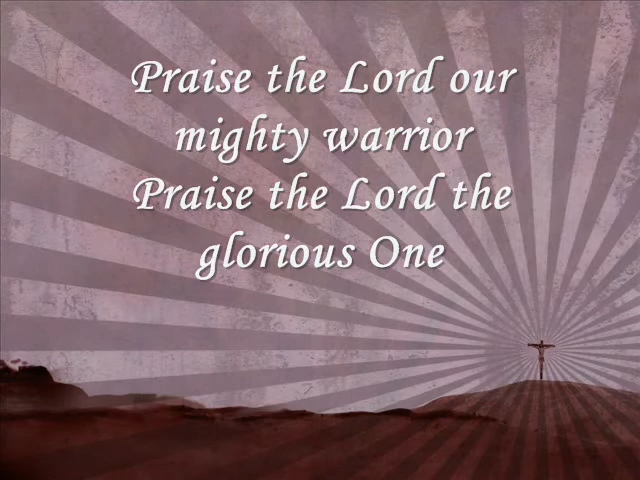 Praise the Lord our
mighty warrior
Praise the Lord the
glorious One